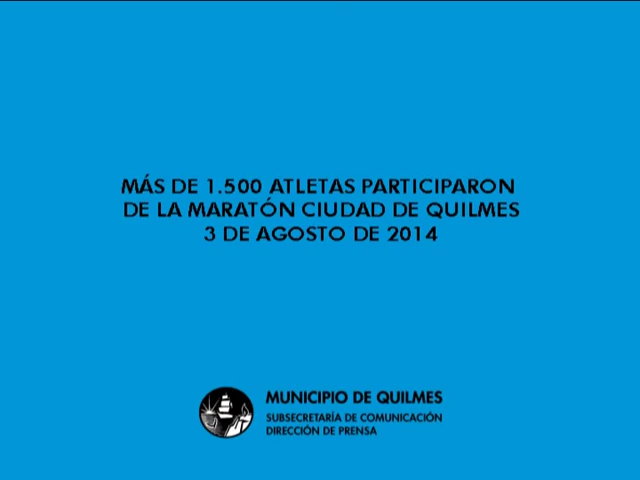 MÁS DE 1.500 ATLETAS PARTICIPARON
DE LA MARATÓN CIUDAD DE QUILMES
3 DE AGOSTO DE 2014
MUNICIPIO DE QUILMES
SUBSECRETARÍA DE COMUNICACIÓN
DIRECCIÓN DE PRENSA